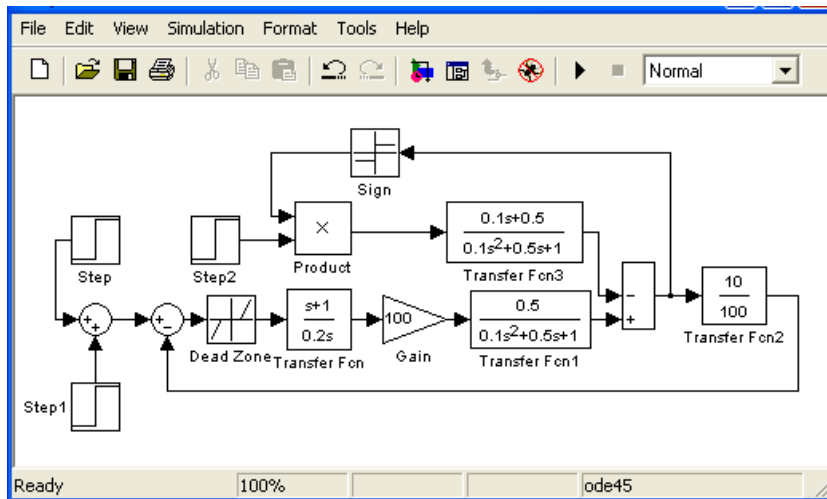 File Edit View Simulation Format Tools Help
Normal
Sign
0.1s+0.5
0.1s2+0.5s+1
Transfer Fcn3
×
Product
Step
Step2
10
100
Transfer Fcn2
s+1
0.2s
Transfer Fcn
100
Gain
0.5
0.1s2+0.5s+1
Transfer Fcn1
Dead Zone
Step1
Ready 100% ode45